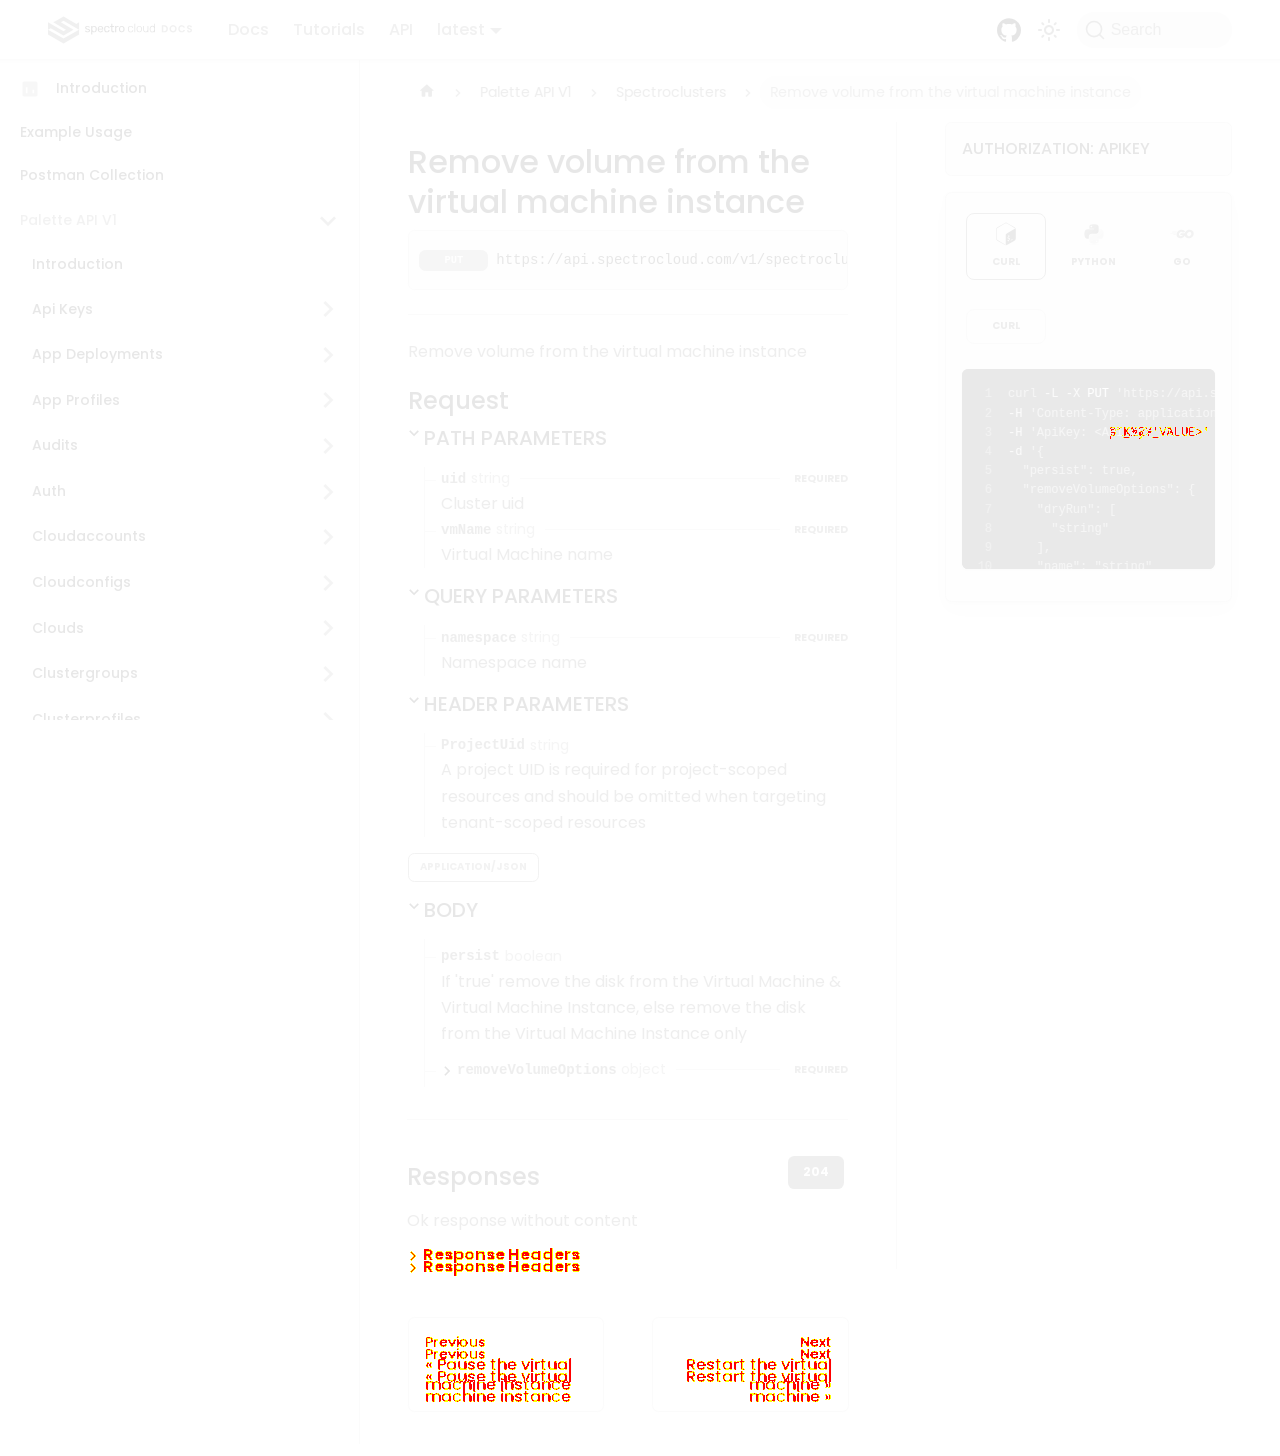 spectro cloud DOCS
Docs Tutorials API latest
Search
Introduction
Example Usage
Postman Collection
Palette API V1
Introduction
Api Keys
App Deployments
App Profiles
Audits
Auth
Cloudaccounts
Cloudconfigs
Clouds
Clustergroups
Clusterprofiles
Palette API V1 > Spectroclusters > Remove volume from the virtual machine instance
Remove volume from the
virtual machine instance
PUT https://api.spectrocloud.com/v1/spectroclu
Remove volume from the virtual machine instance
Request
PATH PARAMETERS
uid string REQUIRED
Cluster uid
vmName string REQUIRED
Virtual Machine name
QUERY PARAMETERS
namespace string REQUIRED
Namespace name
HEADER PARAMETERS
ProjectUid string
A project UID is required for project-scoped
resources and should be omitted when targeting
tenant-scoped resources
APPLICATION/JSON
BODY
persist boolean
If 'true' remove the disk from the Virtual Machine &
Virtual Machine Instance, else remove the disk
from the Virtual Machine Instance only
removeVolumeOptions object REQUIRED
Responses
204
Ok response without content
Response Headers
Response Headers
Previous
Previous
« Pause the virtual
« Pause the virtual
machine instance
machine instance
Next
Next
Restart the virtual
Restart the virtual
machine »
machine »
AUTHORIZATION: APIKEY
CURL PYTHON GO
CURL
1 curl -L -X PUT 'https://api.s
2 -H 'Content-Type: application
3 -H 'ApiKey: <A
4 -d '{
5 "persist": true,
6 "removeVolumeOptions": {
7 "dryRun": [
8 "string"
9 ],
10 "name": "string"